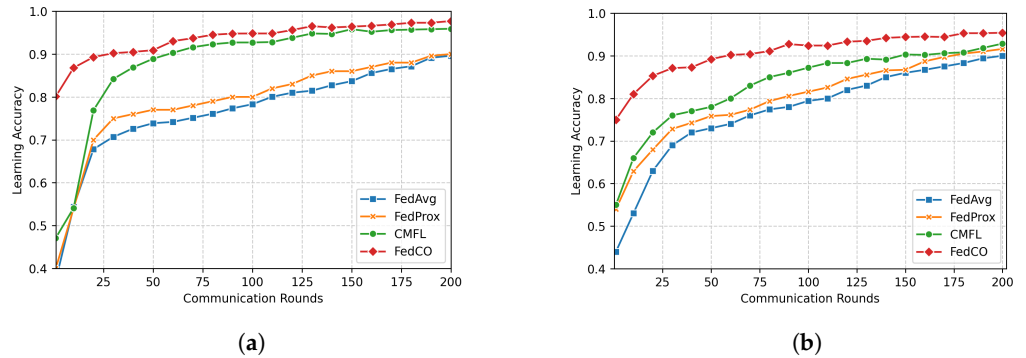 1.0
0.9
0.8
0.7
0.6
0.5
0.4
Learning Accuracy
25 50 75 100 125 150 175 200
Communication Rounds
FedAvg
FedProx
CMFL
FedCO
(a)
1.0
0.9
0.8
0.7
0.6
0.5
0.4
Learning Accuracy
25 50 75 100 125 150 175 200
Communication Rounds
FedAvg
FedProx
CMFL
FedCO
(b)